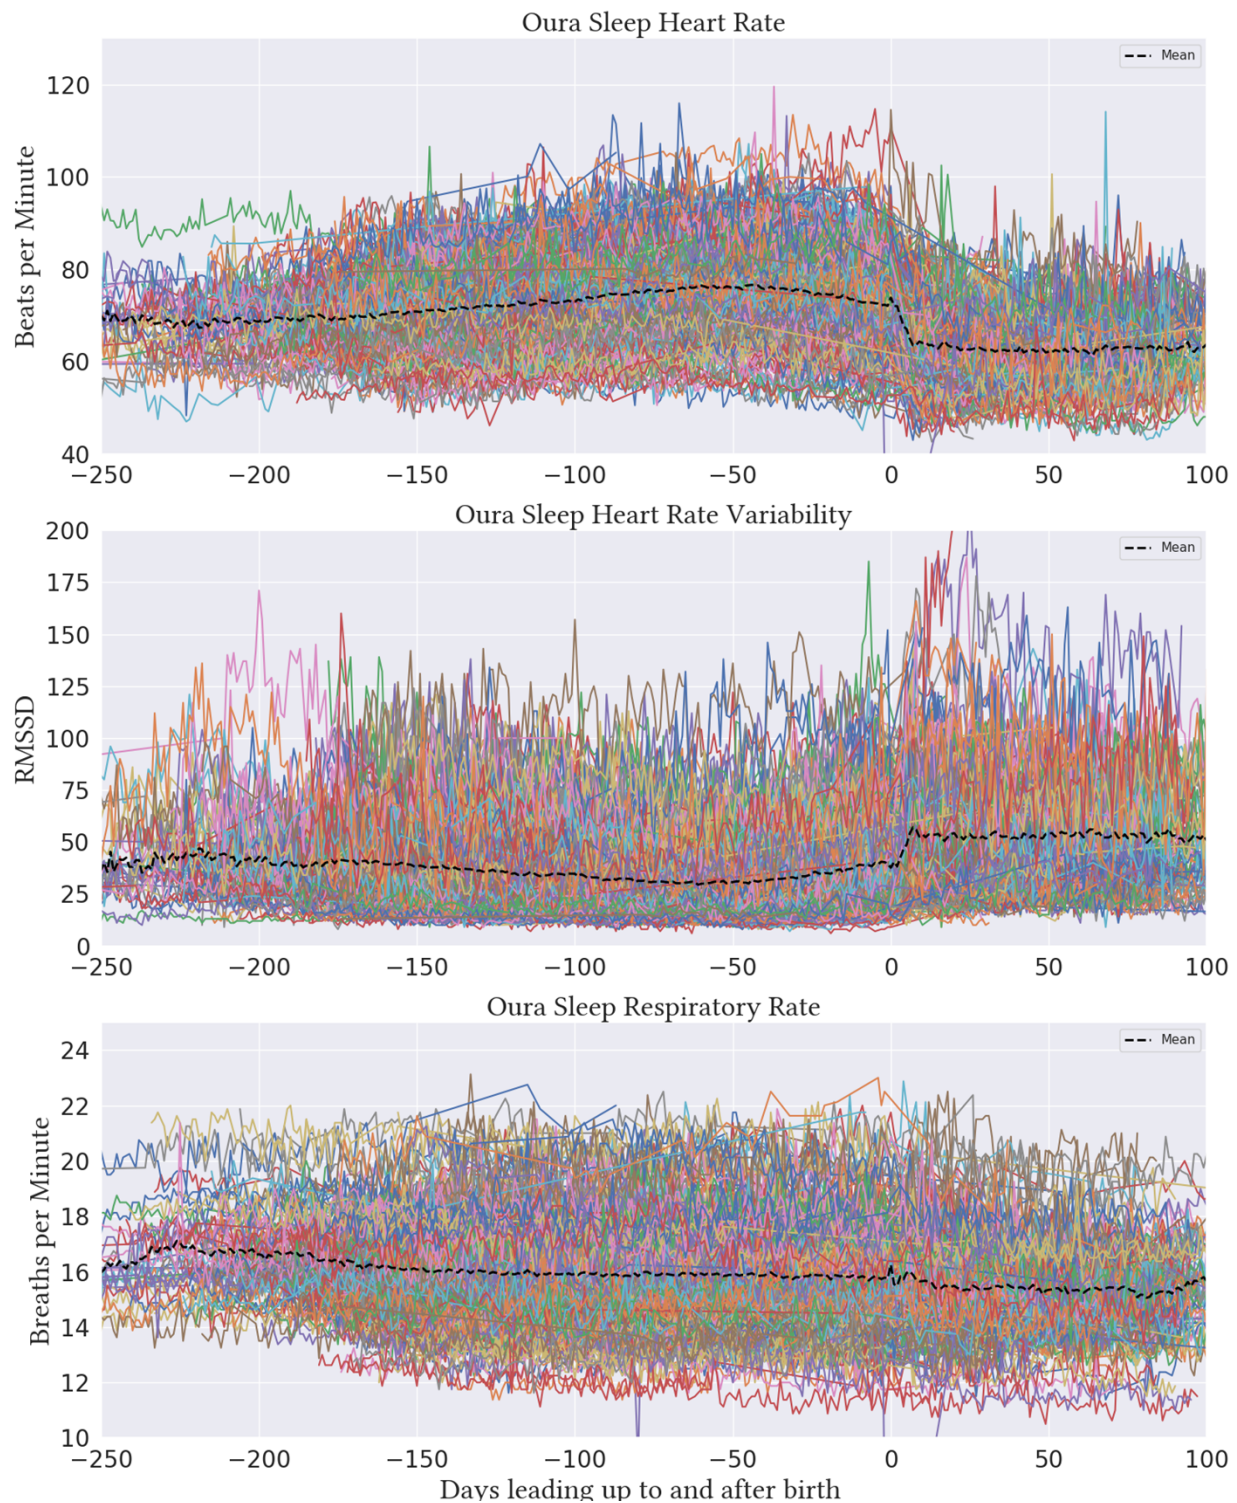 Oura Sleep Heart Rate
Mean
Beats per Minute
120
100
80
60
40
−250 −200 −150 −100 −50 0 50 100
Oura Sleep Heart Rate Variability
Mean
RMSSD
200
175
150
125
100
75
50
25
0
−250 −200 −150 −100 −50 0 50 100
Oura Sleep Respiratory Rate
Mean
Breaths per Minute
24
22
20
18
16
14
12
10
−250 −200 −150 −100 −50 0 50 100
Days leading up to and after birth